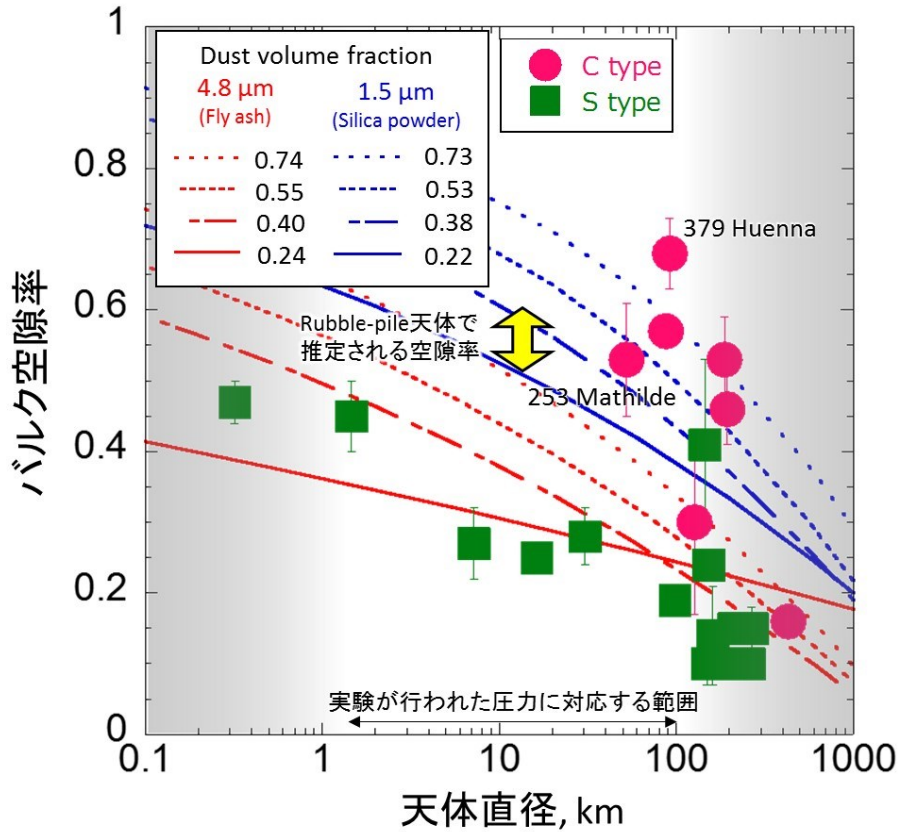 1
0.8
0.6
0.4
0.2
0
バルク空隙率
Dust volume fraction
4.8 μm 1.5 μm
(Fly ash) (Silica powder)
0.74 0.73
0.55 0.53
0.40 0.38
0.24 0.22
C type
S type
379 Huenna
Rubble-pile天体で
推定される空隙率
253 Mathilde
実験が行われた圧力に対応する範囲
0.1 1 10 100 1000
天体直径, km